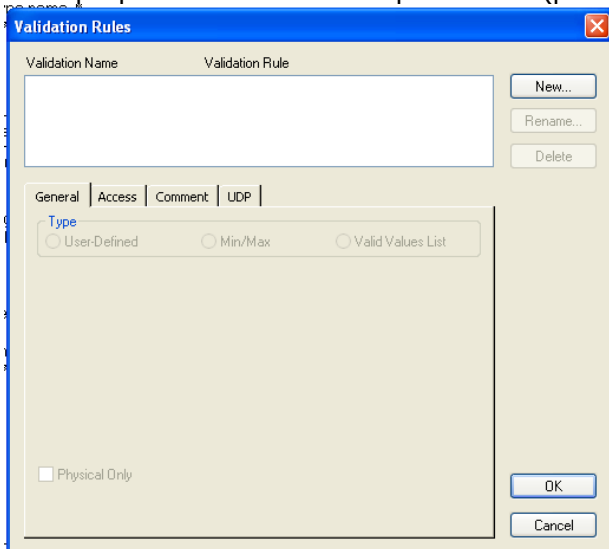 Validation Rules
Validation Name Validation Rule
New...
Rename...
Delete
General Access Comment UDP
Type
User-Defined Min/Max Valid Values List
Physical Only
OK
Cancel